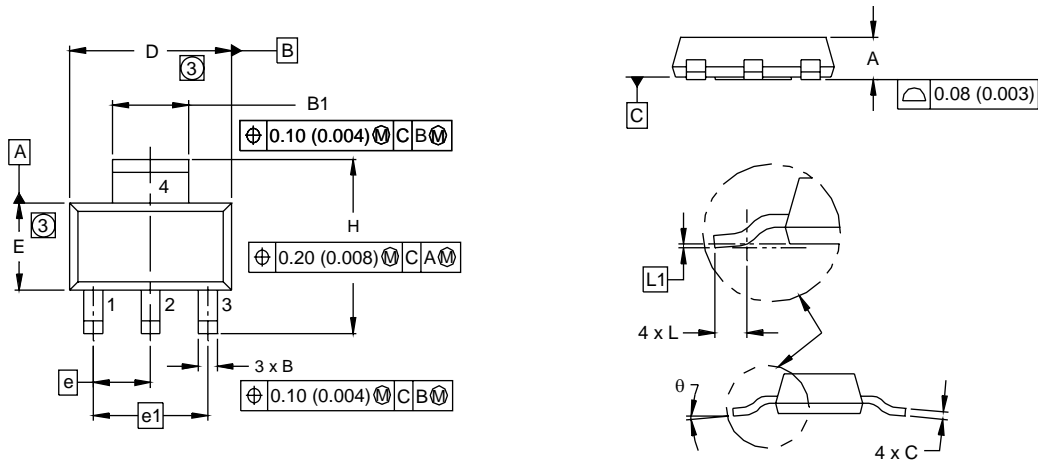 D
B
3
B1
⌖ 0.10 (0.004) Ⓜ C B Ⓜ
A
4
3
E
H
⌖ 0.20 (0.008) Ⓜ C A Ⓜ
1 2 3
3 x B
e
⌖ 0.10 (0.004) Ⓜ C B Ⓜ
e1
A
C
⌓ 0.08 (0.003)
L1
4 x L
θ
4 x C